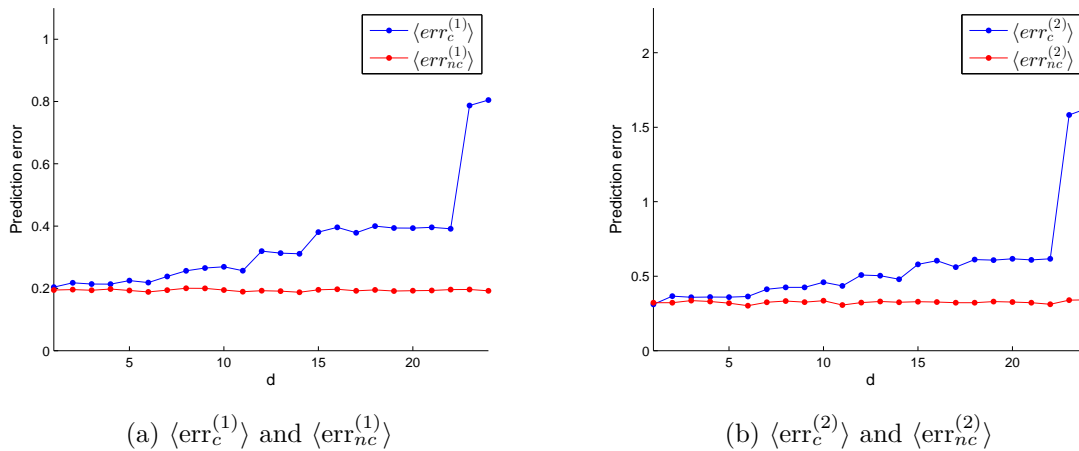 1
0.8
0.6
0.4
0.2
0
Prediction error
5 10 15 20
d
⟨err_c^{(1)}⟩
⟨err_{nc}^{(1)}⟩
(a) ⟨err_c^{(1)}⟩ and ⟨err_{nc}^{(1)}⟩
2
1.5
1
0.5
0
Prediction error
5 10 15 20
d
⟨err_c^{(2)}⟩
⟨err_{nc}^{(2)}⟩
(b) ⟨err_c^{(2)}⟩ and ⟨err_{nc}^{(2)}⟩